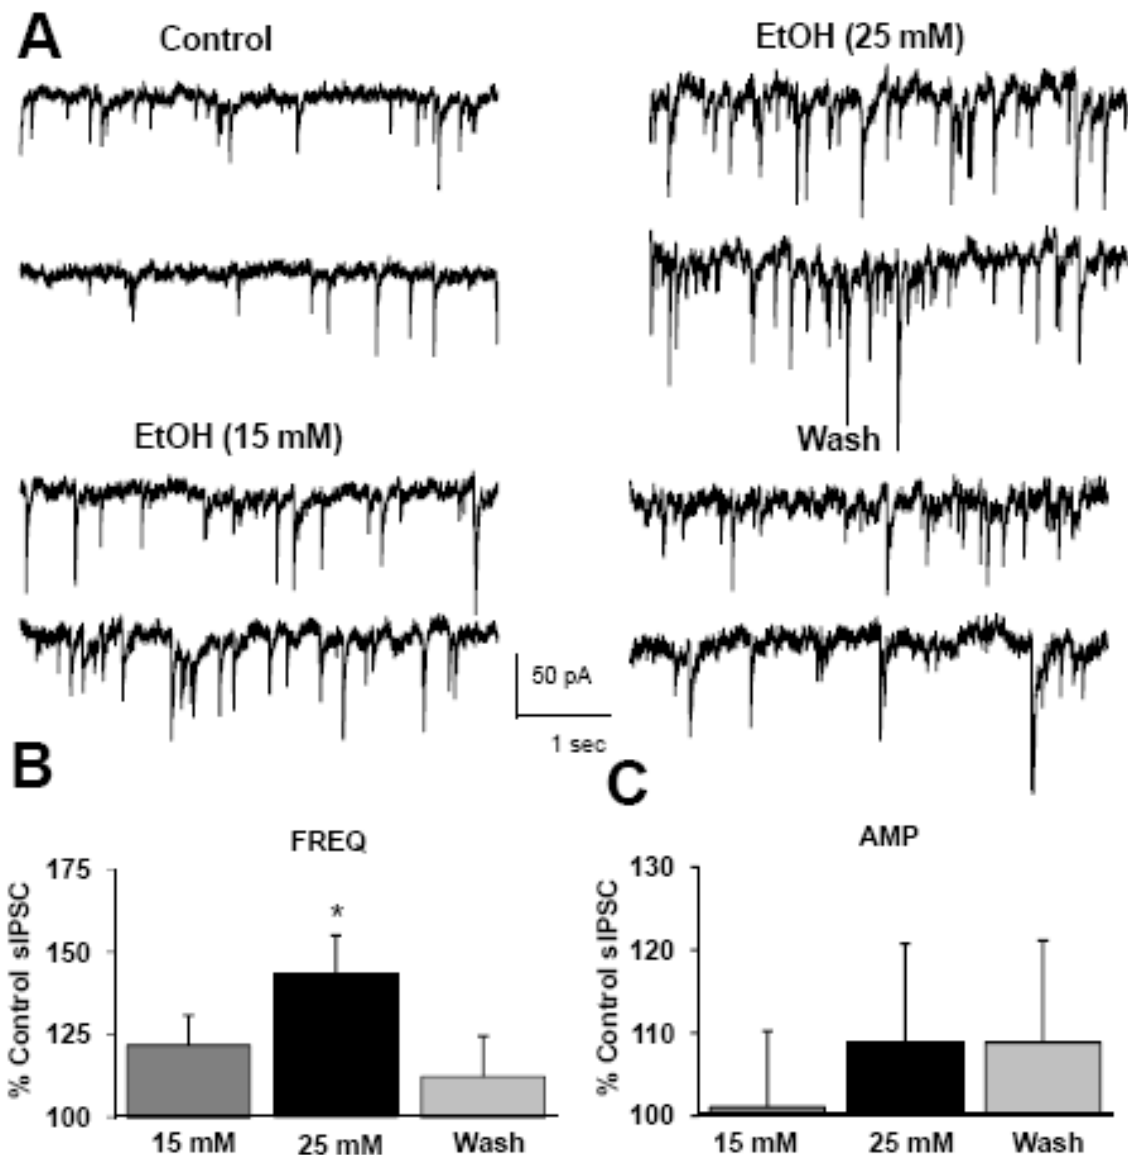 A
Control
EtOH (25 mM)
EtOH (15 mM)
Wash
50 pA
1 sec
B
FREQ
% Control sIPSC
175
150
125
100
*
15 mM
25 mM
Wash
C
AMP
% Control sIPSC
130
120
110
100
15 mM
25 mM
Wash